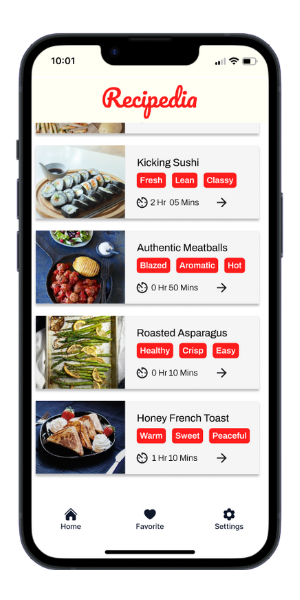 10:01
Recipedia
Kicking Sushi
Fresh Lean Classy
2 Hr 05 Mins
Authentic Meatballs
Blazed Aromatic Hot
0 Hr 50 Mins
Roasted Asparagus
Healthy Crisp Easy
0 Hr 10 Mins
Honey French Toast
Warm Sweet Peaceful
1 Hr 10 Mins
Home Favorite Settings